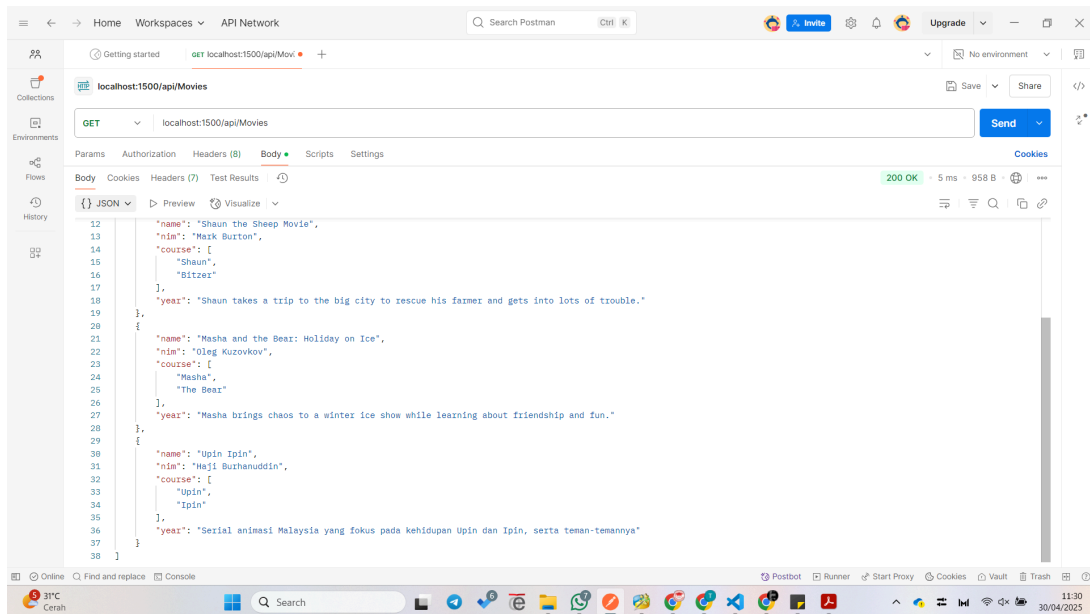 Home Workspaces API Network Search Postman Ctrl K Invite Upgrade
Getting started GET localhost:1500/api/Movi No environment
HTTP localhost:1500/api/Movies Save Share
Collections
GET localhost:1500/api/Movies Send
Environments
Params Authorization Headers (8) Body Scripts Settings Cookies
Flows
Body Cookies Headers (7) Test Results 200 OK 5 ms 958 B
History
{} JSON Preview Visualize
12 "name": "Shaun the Sheep Movie",
13 "nim": "Mark Burton",
14 "course": [
15 "Shaun",
16 "Bitzer"
17 ],
18 "year": "Shaun takes a trip to the big city to rescue his farmer and gets into lots of trouble."
19 },
20 {
21 "name": "Masha and the Bear: Holiday on Ice",
22 "nim": "Oleg Kuzovkov",
23 "course": [
24 "Masha",
25 "The Bear"
26 ],
27 "year": "Masha brings chaos to a winter ice show while learning about friendship and fun."
28 },
29 {
30 "name": "Upin Ipin",
31 "nim": "Haji Burhanuddin",
32 "course": [
33 "Upin",
34 "Ipin"
35 ],
36 "year": "Serial animasi Malaysia yang fokus pada kehidupan Upin dan Ipin, serta teman-temannya"
37 }
38 ]
Online Find and replace Console Postbot Runner Start Proxy Cookies Vault Trash
5 31°C Cerah Search 11:30
30/04/2025